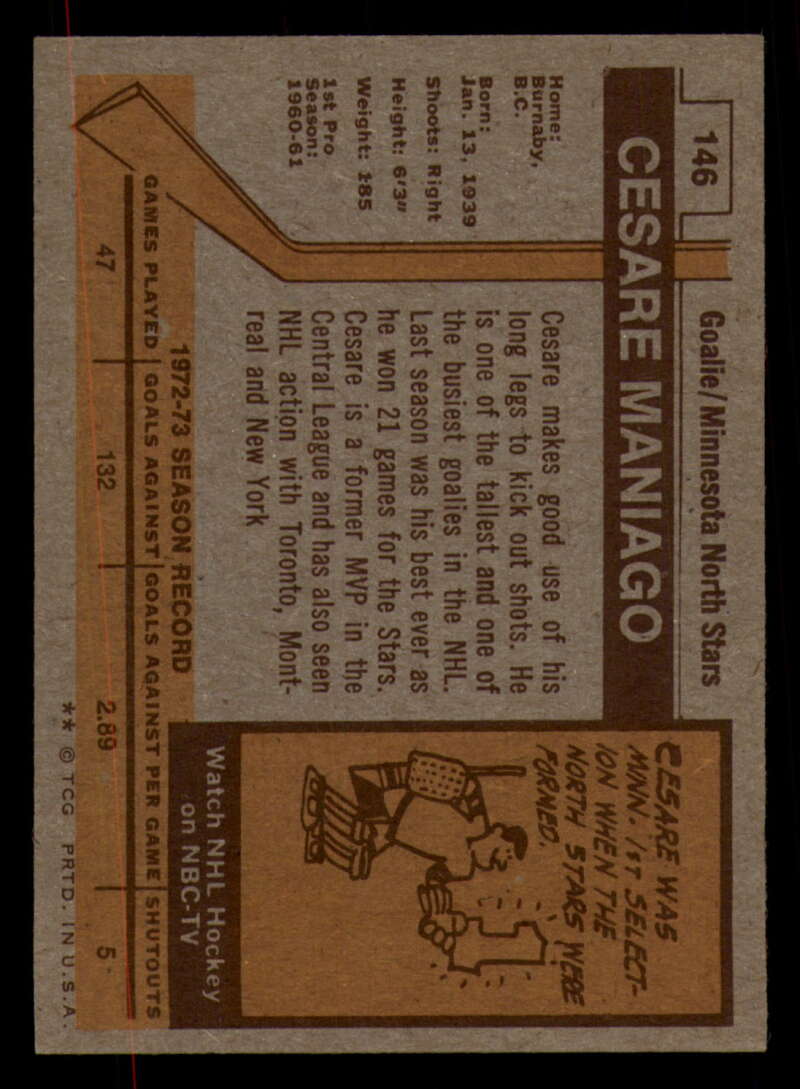 146
Goalie/Minnesota North Stars
CESARE MANIAGO
Home:
Burnaby,
B.C.
Born:
Jan. 13, 1939
Shoots: Right
Height: 6'3"
Weight: 185
1st Pro
Season:
1960-61
Cesare makes good use of his
long legs to kick out shots. He
is one of the tallest and one of
the busiest goalies in the NHL.
Last season was his best ever as
he won 21 games for the Stars.
Cesare is a former MVP in the
Central League and has also seen
NHL action with Toronto, Mont-
real and New York
CESARE WAS
MINN. 1ST SELECT-
ION WHEN THE
NORTH STARS WERE
FORMED.
Watch NHL Hockey
on NBC-TV
1972-73 SEASON RECORD
GAMES PLAYED GOALS AGAINST GOALS AGAINST PER GAME SHUTOUTS
47 132 2.89 5
** © TCG PRTD. IN U.S.A.